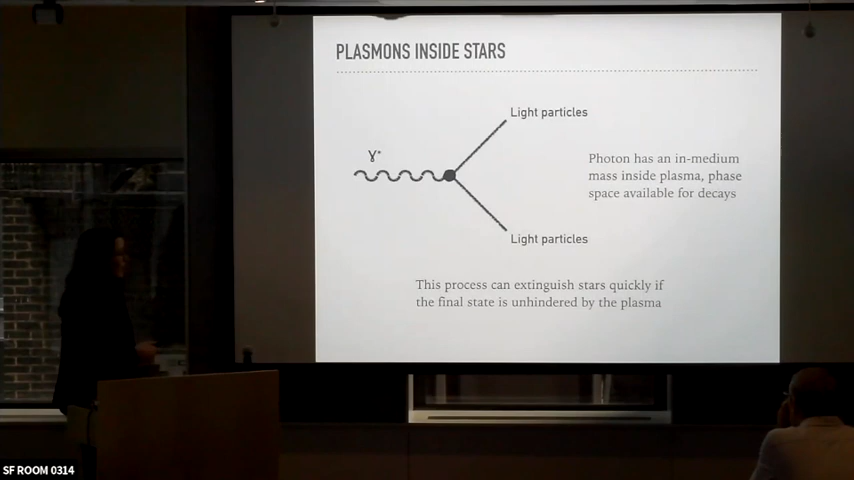 PLASMONS INSIDE STARS
Light particles
γ*
Photon has an in-medium
mass inside plasma, phase
space available for decays
Light particles
This process can extinguish stars quickly if
the final state is unhindered by the plasma
SF ROOM 0314